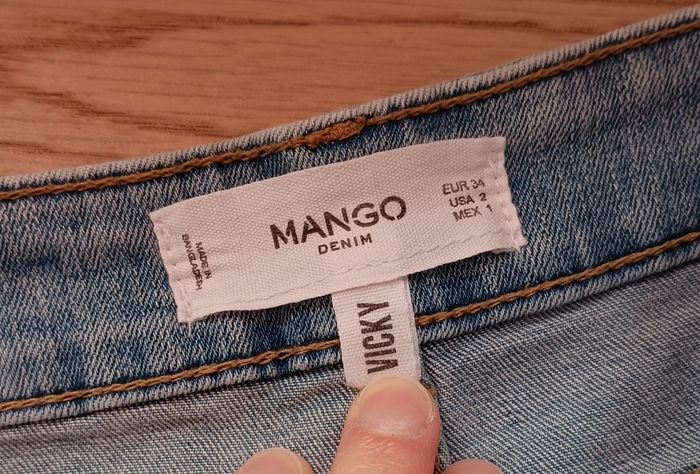 MADE IN
BANGLADESH
MANGO
DENIM
EUR 34
USA 2
MEX 1
VICKY